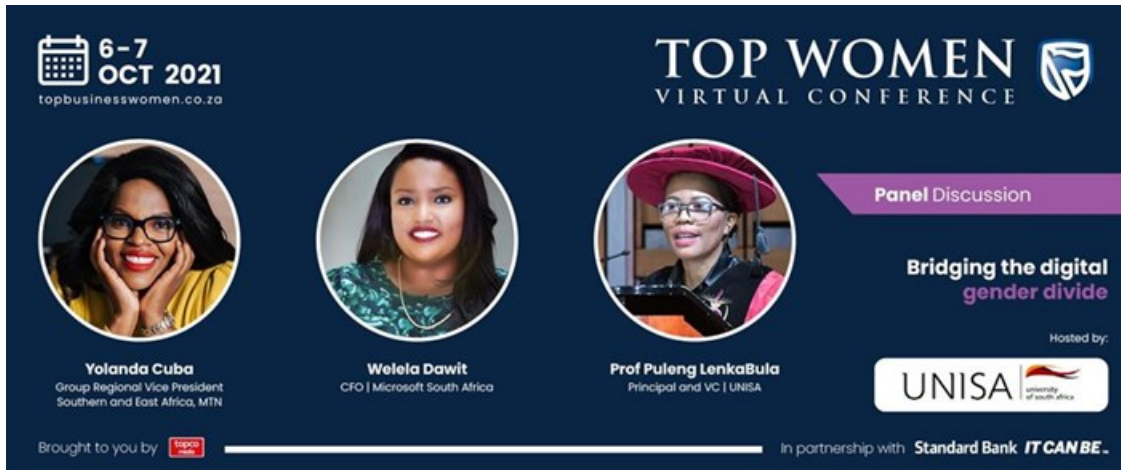 6-7
OCT 2021
topbusinesswomen.co.za
TOP WOMEN
VIRTUAL CONFERENCE
Panel Discussion
Bridging the digital
gender divide
Yolanda Cuba
Group Regional Vice President
Southern and East Africa, MTN
Welela Dawit
CFO | Microsoft South Africa
Prof Puleng LenkaBula
Principal and VC | UNISA
Hosted by:
UNISA
university
of south africa
Brought to you by
topco
media
In partnership with Standard Bank IT CAN BE™